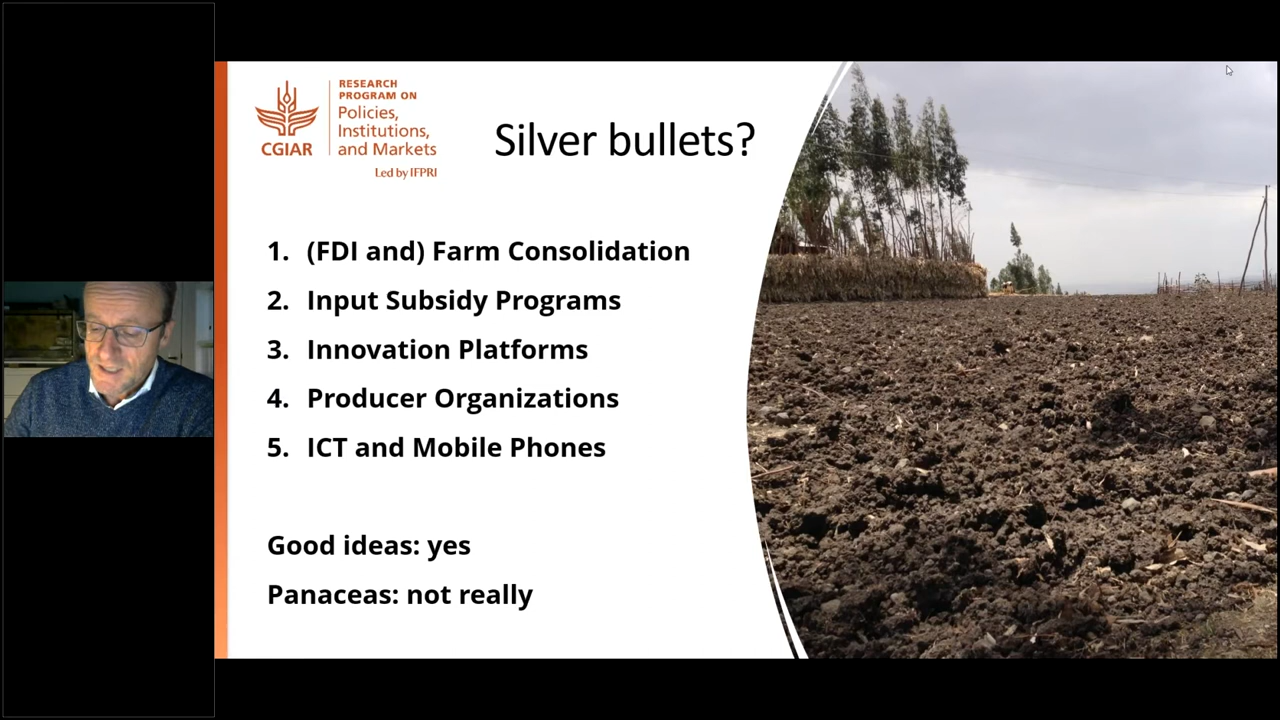 RESEARCH
PROGRAM ON
Policies,
Institutions,
and Markets
CGIAR
Led by IFPRI
Silver bullets?
1. (FDI and) Farm Consolidation
2. Input Subsidy Programs
3. Innovation Platforms
4. Producer Organizations
5. ICT and Mobile Phones
Good ideas: yes
Panaceas: not really